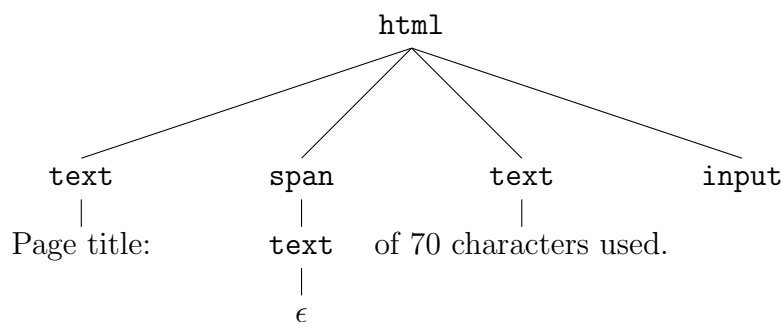 html
text span text input
Page title: text of 70 characters used.
ϵ